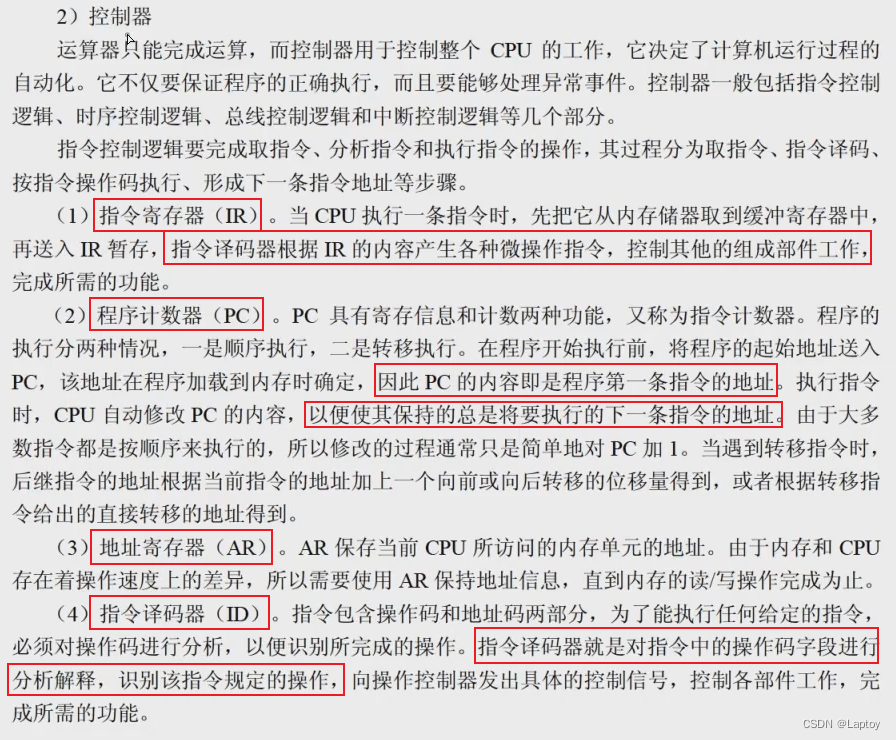 2）控制器
运算器只能完成运算，而控制器用于控制整个 CPU 的工作，它决定了计算机运行过程的
自动化。它不仅要保证程序的正确执行，而且要能够处理异常事件。控制器一般包括指令控制
逻辑、时序控制逻辑、总线控制逻辑和中断控制逻辑等几个部分。
指令控制逻辑要完成取指令、分析指令和执行指令的操作，其过程分为取指令、指令译码、
按指令操作码执行、形成下一条指令地址等步骤。
（1）指令寄存器（IR）。当 CPU 执行一条指令时，先把它从内存储器取到缓冲寄存器中，
再送入 IR 暂存，指令译码器根据 IR 的内容产生各种微操作指令，控制其他的组成部件工作，
完成所需的功能。
（2）程序计数器（PC）。PC 具有寄存信息和计数两种功能，又称为指令计数器。程序的
执行分两种情况，一是顺序执行，二是转移执行。在程序开始执行前，将程序的起始地址送入
PC，该地址在程序加载到内存时确定，因此 PC 的内容即是程序第一条指令的地址。执行指令
时，CPU 自动修改 PC 的内容，以便使其保持的总是将要执行的下一条指令的地址。由于大多
数指令都是按顺序来执行的，所以修改的过程通常只是简单地对 PC 加 1。当遇到转移指令时，
后继指令的地址根据当前指令的地址加上一个向前或向后转移的位移量得到，或者根据转移指
令给出的直接转移的地址得到。
（3）地址寄存器（AR）。AR 保存当前 CPU 所访问的内存单元的地址。由于内存和 CPU
存在着操作速度上的差异，所以需要使用 AR 保持地址信息，直到内存的读/写操作完成为止。
（4）指令译码器（ID）。指令包含操作码和地址码两部分，为了能执行任何给定的指令，
必须对操作码进行分析，以便识别所完成的操作。指令译码器就是对指令中的操作码字段进行
分析解释，识别该指令规定的操作，向操作控制器发出具体的控制信号，控制各部件工作，完
成所需的功能。
CSDN @Laptoy